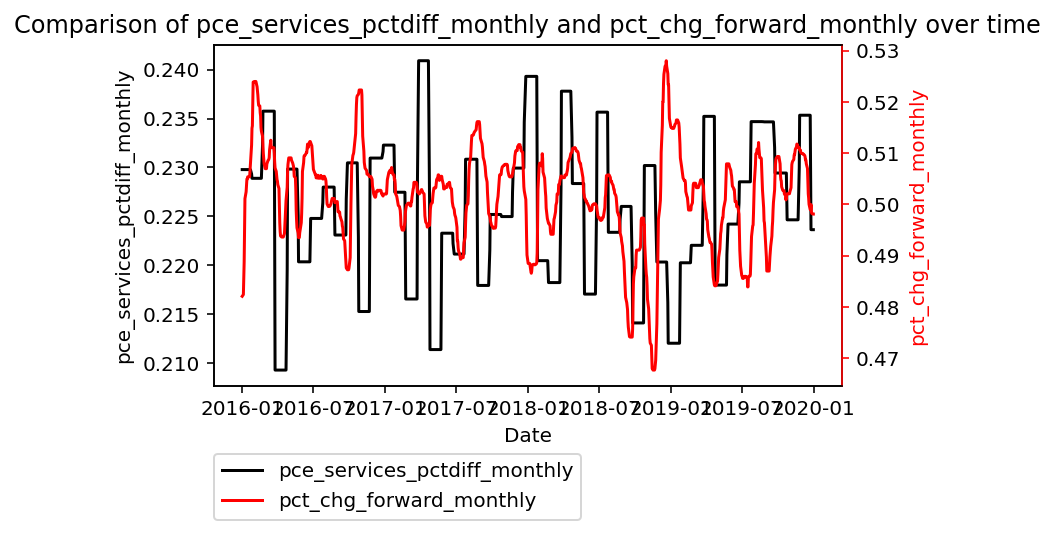 Comparison of pce_services_pctdiff_monthly and pct_chg_forward_monthly over time
pce_services_pctdiff_monthly
0.240
0.235
0.230
0.225
0.220
0.215
0.210
0.53
0.52
0.51
0.50
0.49
0.48
0.47
pct_chg_forward_monthly
2016-01 2016-07 2017-01 2017-07 2018-01 2018-07 2019-01 2019-07 2020-01
Date
pce_services_pctdiff_monthly
pct_chg_forward_monthly